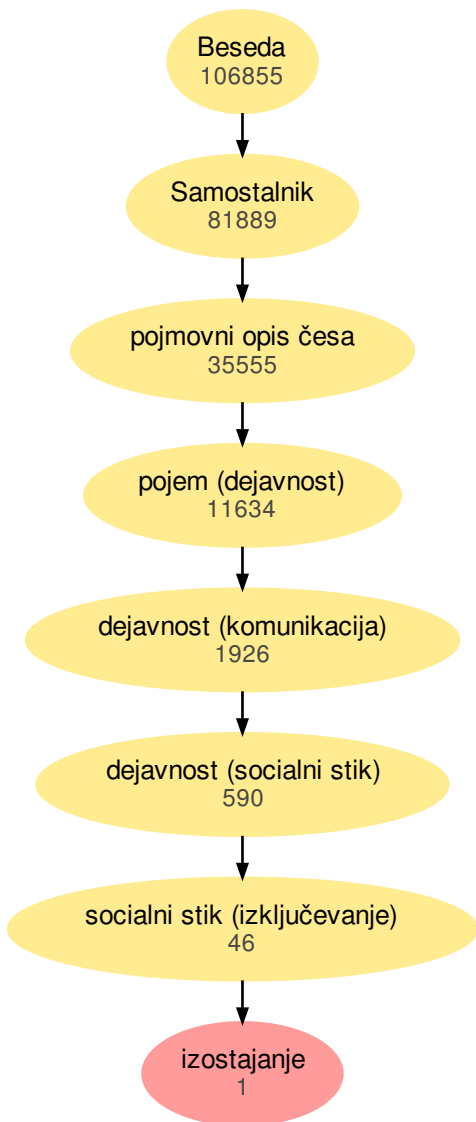 Beseda
106855
Samostalnik
81889
pojmovni opis česa
35555
pojem (dejavnost)
11634
dejavnost (komunikacija)
1926
dejavnost (socialni stik)
590
socialni stik (izključevanje)
46
izostajanje
1